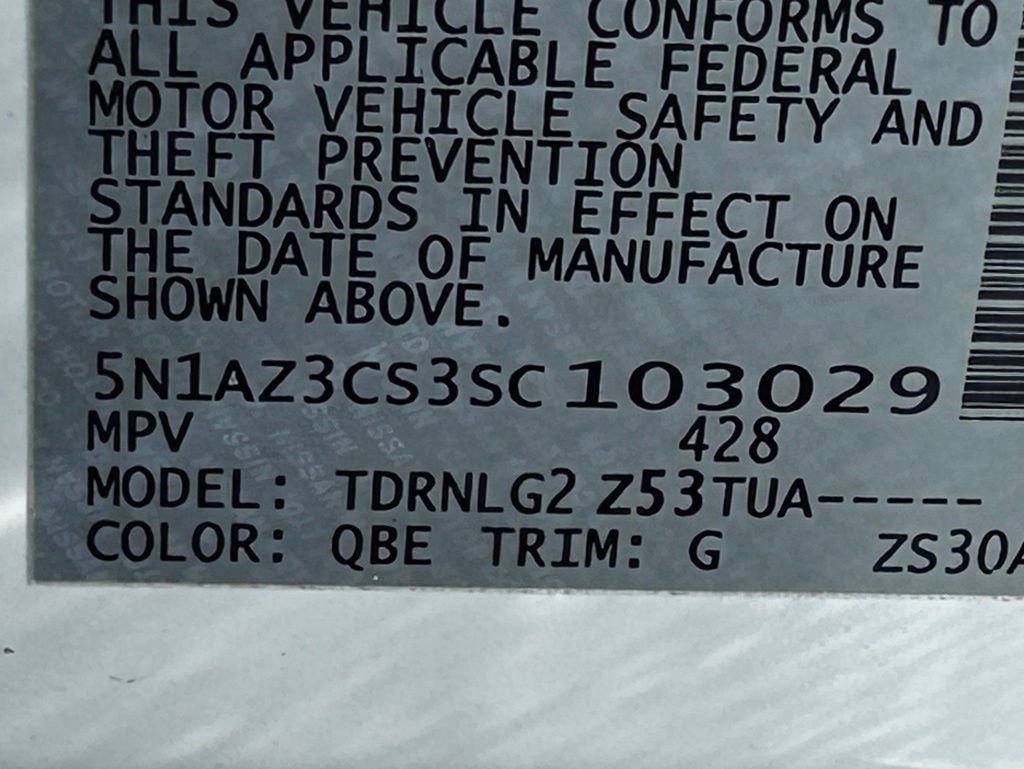 THIS VEHICLE CONFORMS TO
ALL APPLICABLE FEDERAL
MOTOR VEHICLE SAFETY AND
THEFT PREVENTION
STANDARDS IN EFFECT ON
THE DATE OF MANUFACTURE
SHOWN ABOVE.
5N1AZ3CS3SC103029
MPV 428
MODEL: TDRNLG2 Z53TUA-----
COLOR: QBE TRIM: G ZS30A